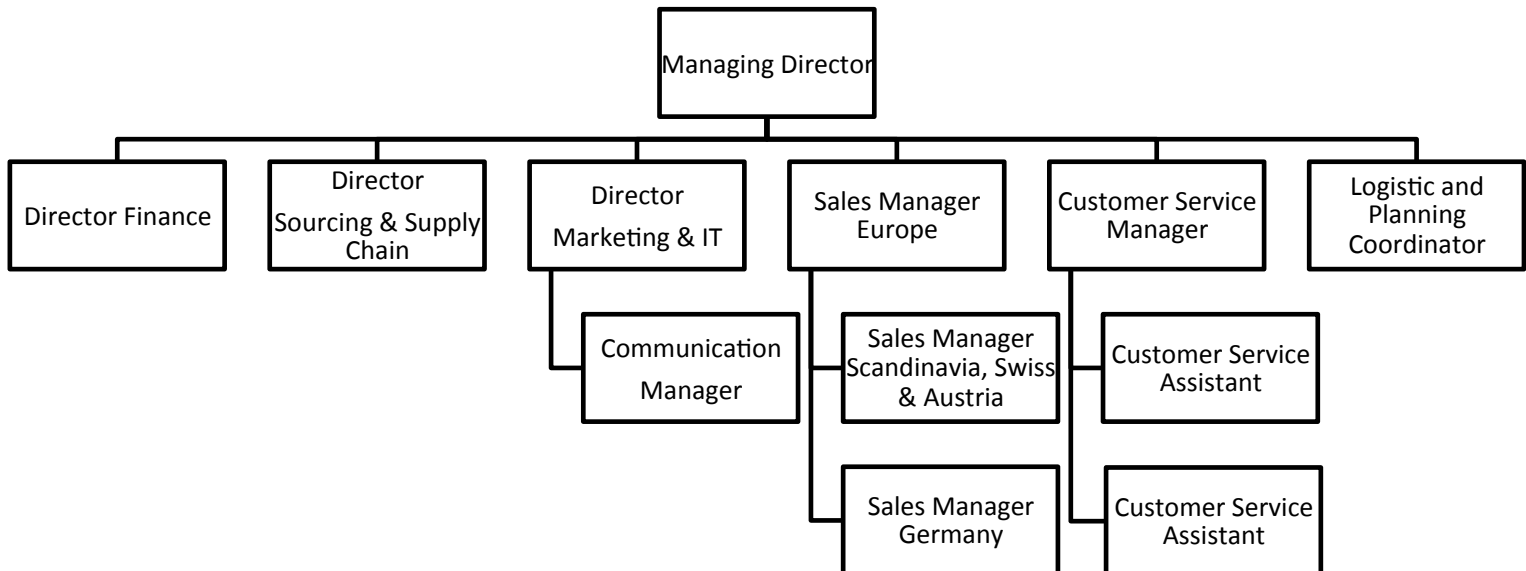 Managing Director
Director Finance
Director
Sourcing & Supply
Chain
Director
Marketing & IT
Sales Manager
Europe
Customer Service
Manager
Logistic and
Planning
Coordinator
Communication
Manager
Sales Manager
Scandinavia, Swiss
& Austria
Customer Service
Assistant
Sales Manager
Germany
Customer Service
Assistant